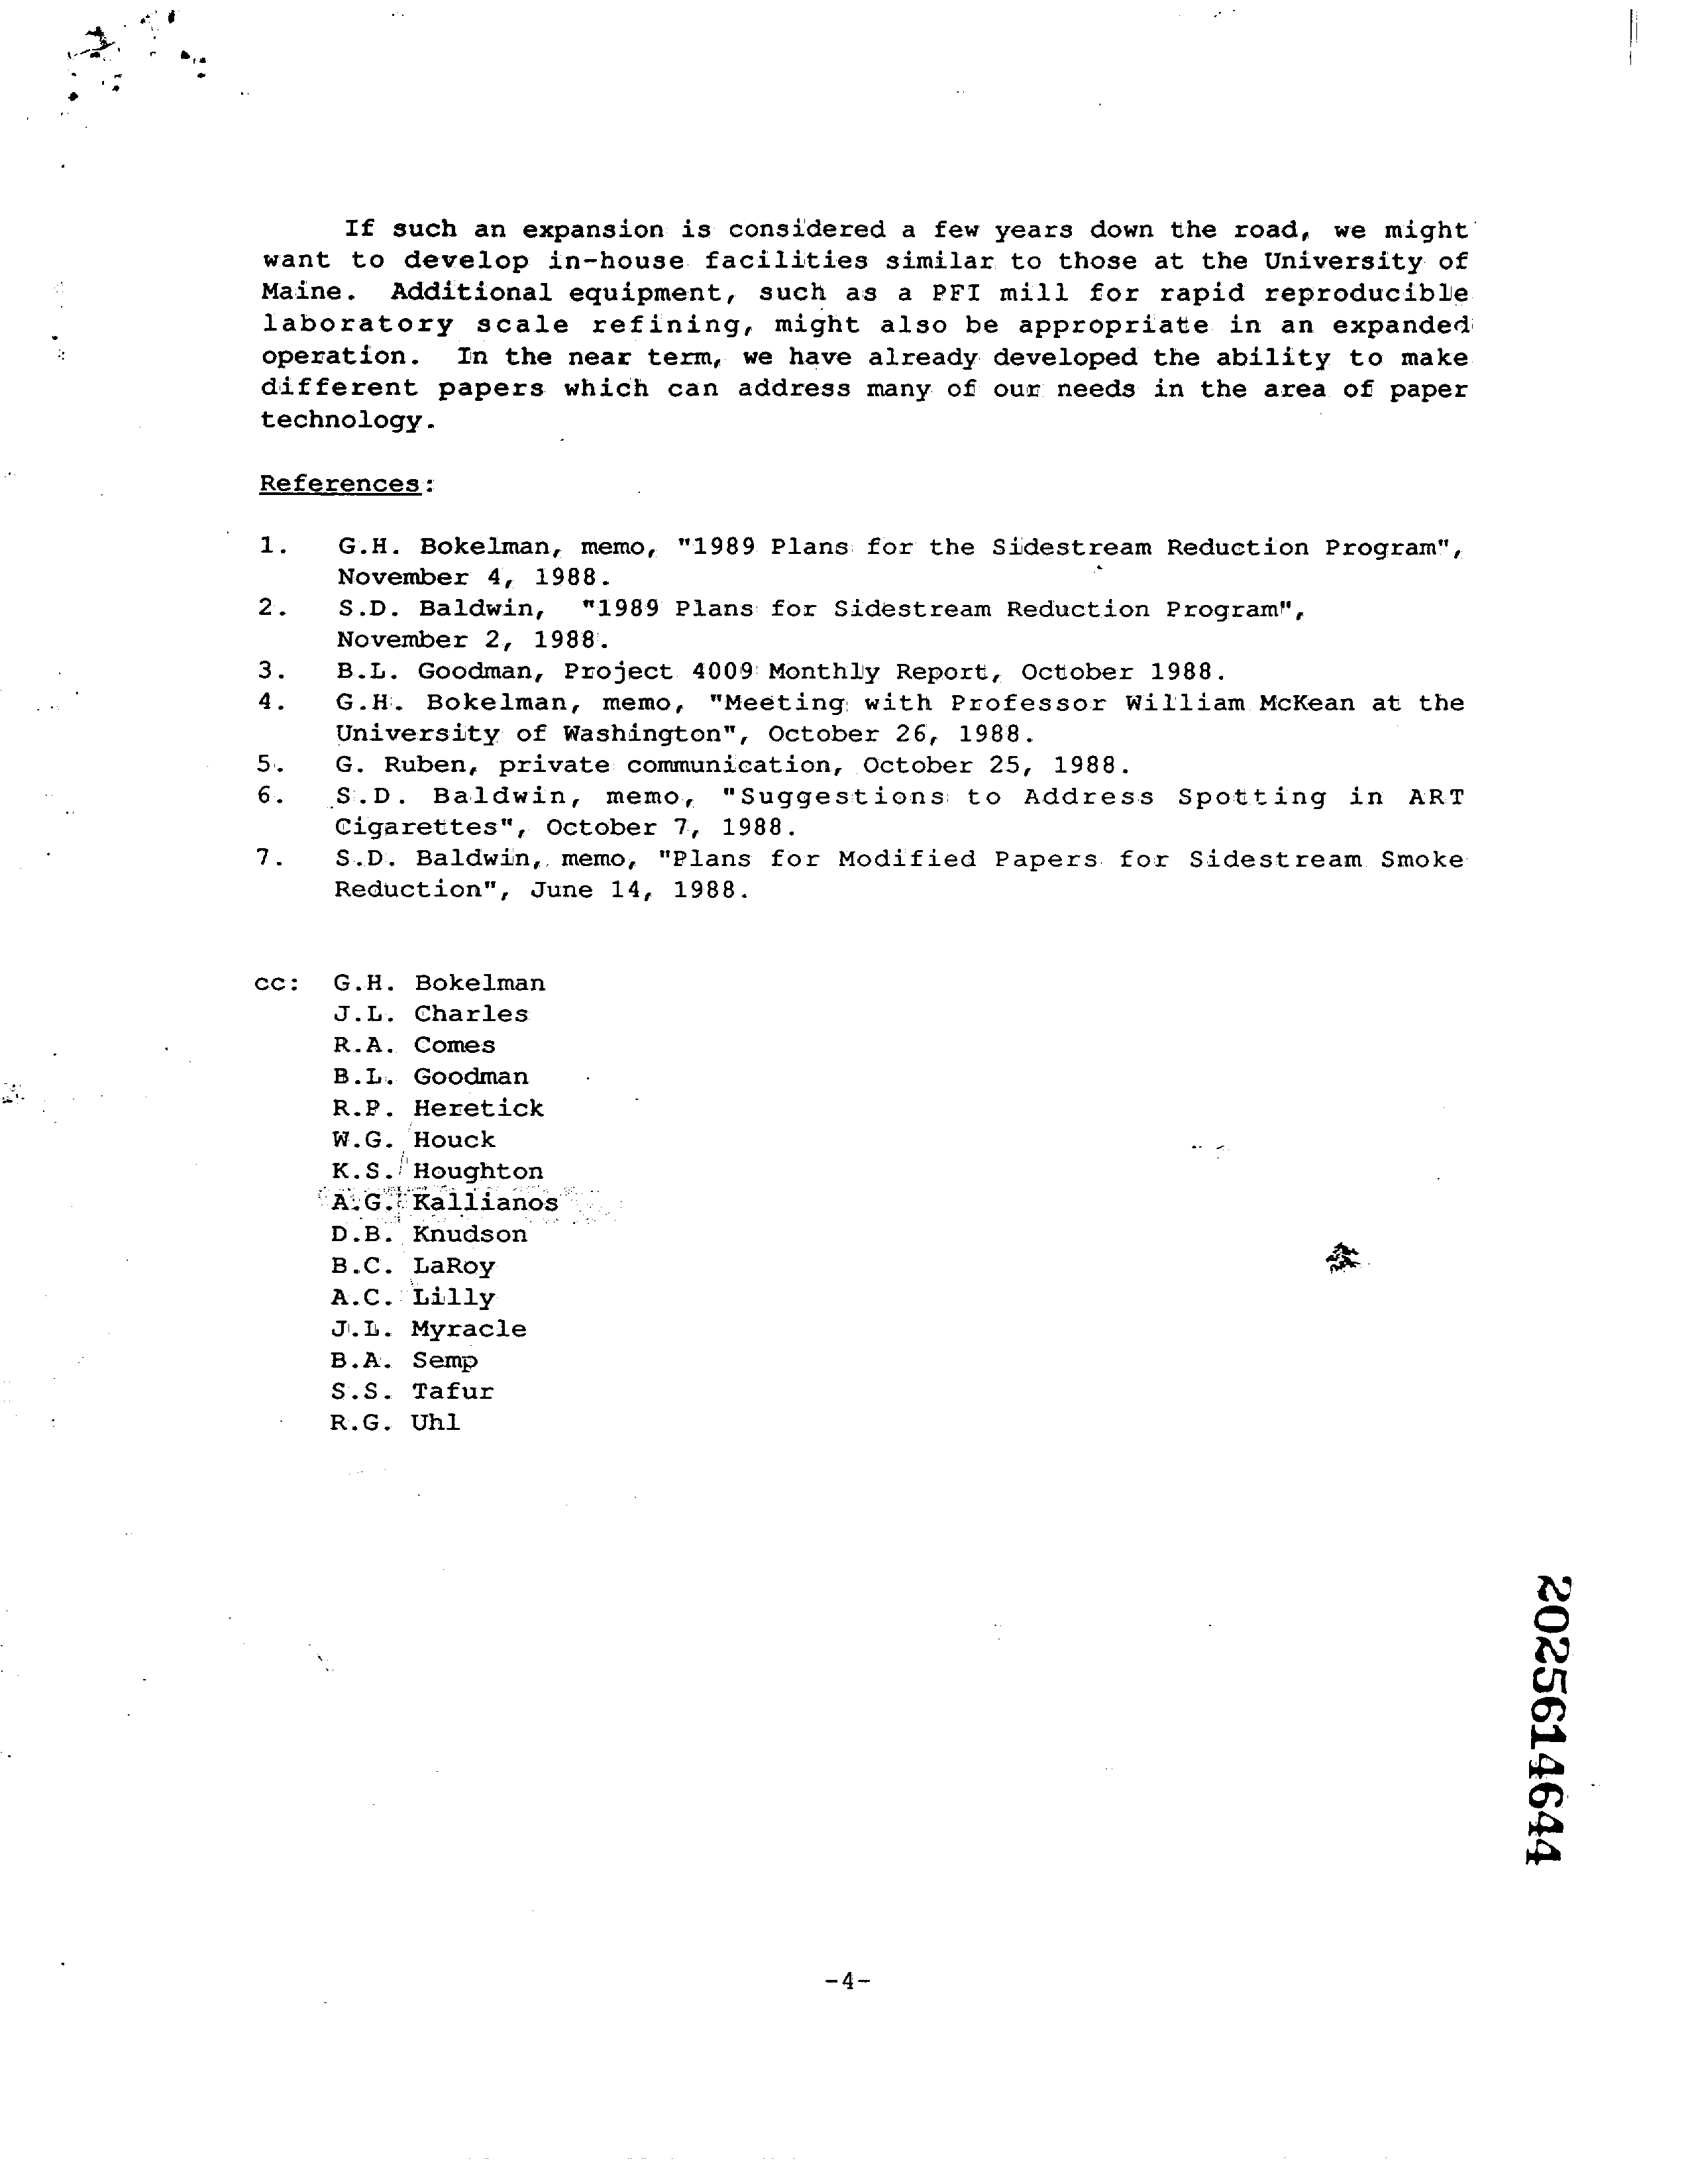 If such an expansion is considered a few years down the road, we might
want to develop in-house facilities similar to those at the University of
Maine. Additional equipment, such as a PFI mill for rapid reproducible
laboratory scale refining, might also be appropriate in an expanded
operation. In the near term, we have already developed the ability to make
different papers which can address many of our needs in the area of paper
technology.
References:
1. G.H. Bokelman, memo, "1989 Plans for the Sidestream Reduction Program",
November 4, 1988.
2. S.D. Baldwin, "1989 Plans for Sidestream Reduction Program",
November 2, 1988.
3. B.L. Goodman, Project 4009 Monthly Report, October 1988.
4. G.H. Bokelman, memo, "Meeting with Professor William McKean at the
University of Washington", October 26, 1988.
5. G. Ruben, private communication, October 25, 1988.
6. S.D. Baldwin, memo, "Suggestions to Address Spotting in ART
Cigarettes", October 7, 1988.
7. S.D. Baldwin, memo, "Plans for Modified Papers for Sidestream Smoke
Reduction", June 14, 1988.
cc: G.H. Bokelman
J.L. Charles
R.A. Comes
B.L. Goodman
R.P. Heretick
W.G. Houck
K.S. Houghton
A.G. Kallianos
D.B. Knudson
B.C. LaRoy
A.C. Lilly
J.L. Myracle
B.A. Semp
S.S. Tafur
R.G. Uhl
2025614644
-4-